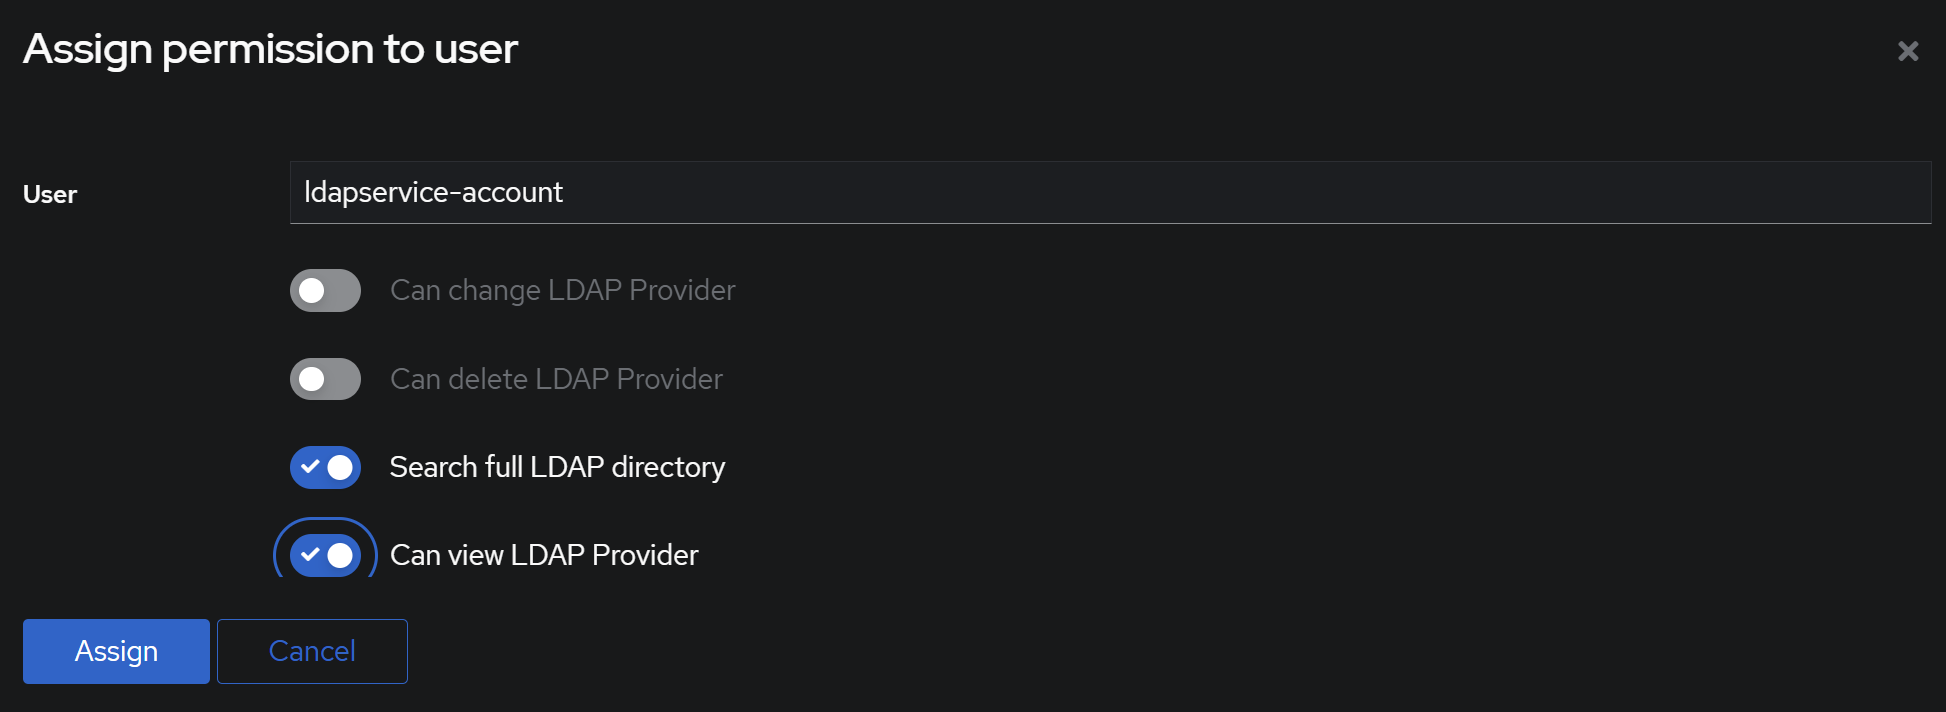 Assign permission to user
User
ldapservice-account
Can change LDAP Provider
Can delete LDAP Provider
Search full LDAP directory
Can view LDAP Provider
Assign
Cancel